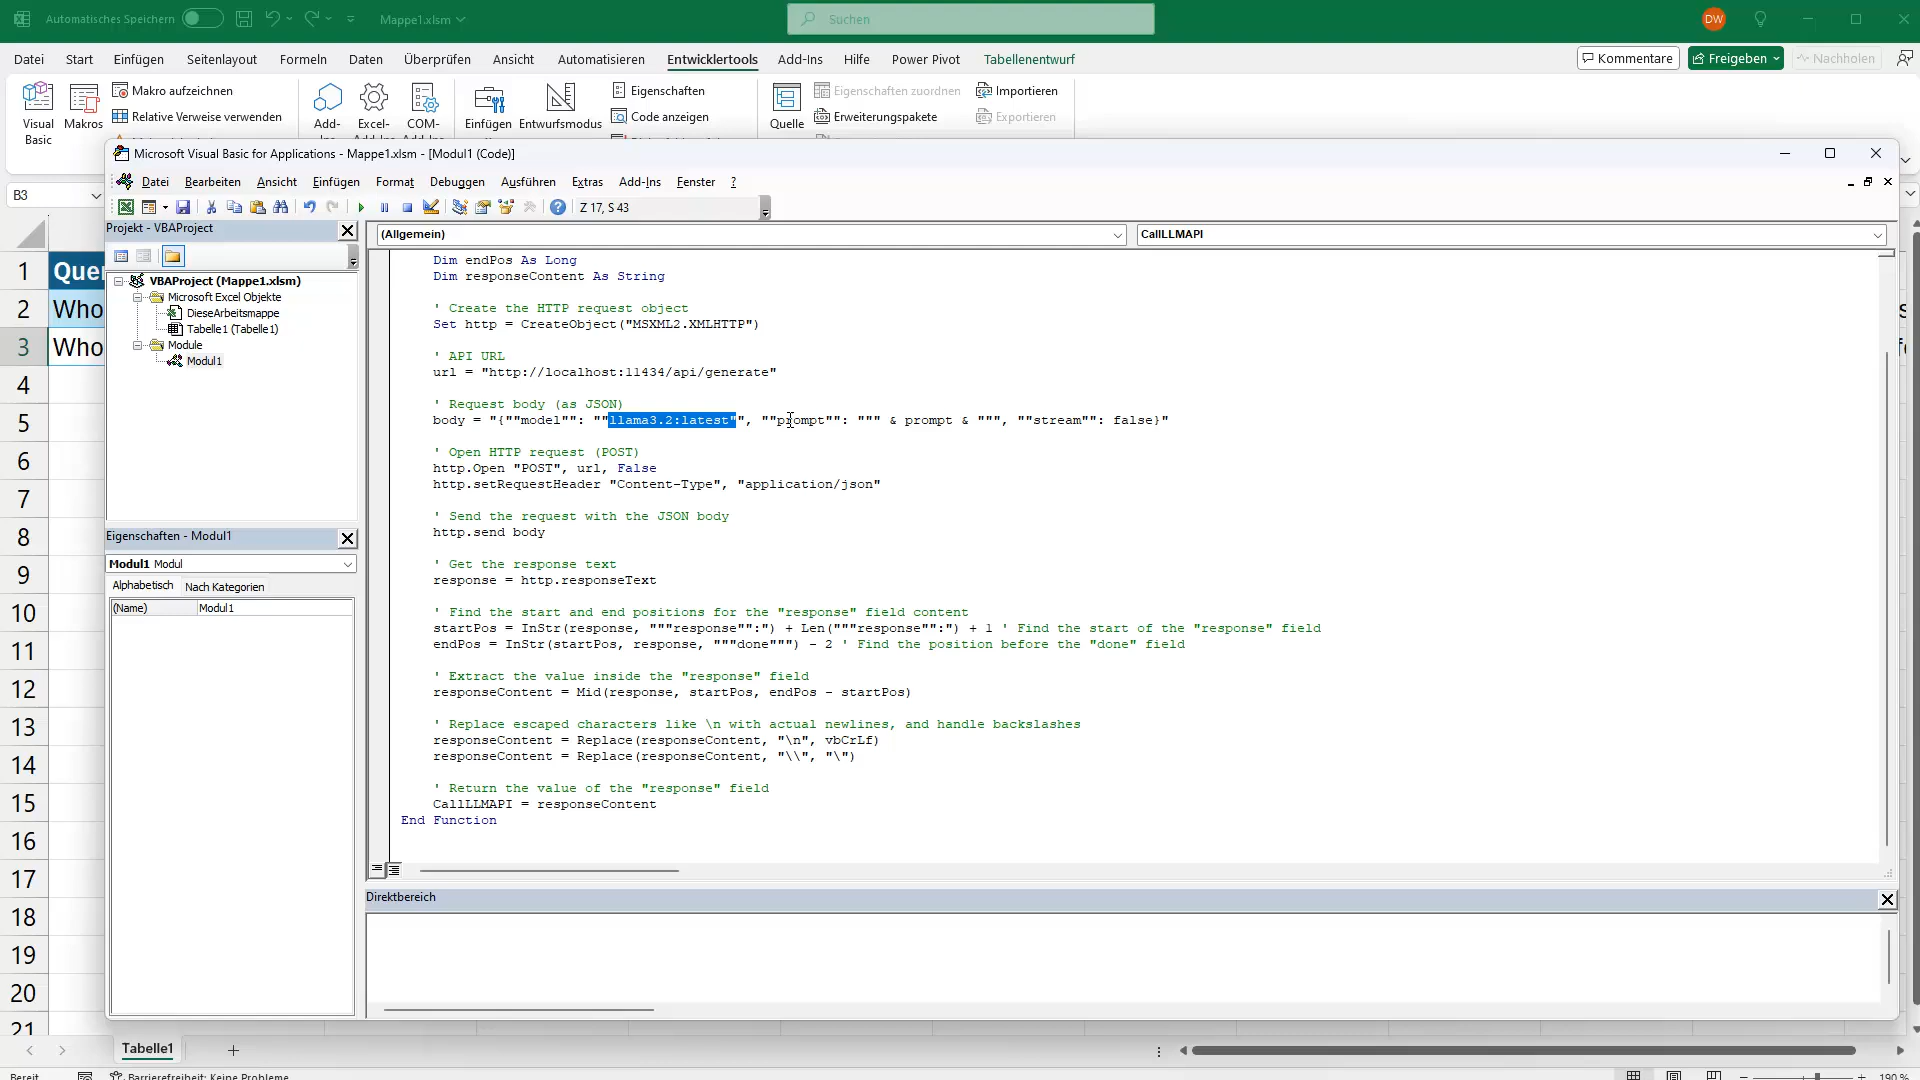 Automatisches Speichern
Mappe1.xlsm
Suchen
DW
Datei Start Einfügen Seitenlayout Formeln Daten Überprüfen Ansicht Automatisieren Entwicklertools Add-Ins Hilfe Power Pivot Tabellenentwurf
Kommentare Freigeben Nachholen
Visual Basic
Makros
Makro aufzeichnen
Relative Verweise verwenden
Add-
Excel-
COM-
Einfügen
Entwurfsmodus
Eigenschaften
Code anzeigen
Quelle
Eigenschaften zuordnen
Erweiterungspakete
Importieren
Exportieren
Microsoft Visual Basic for Applications - Mappe1.xlsm - [Modul1 (Code)]
Datei Bearbeiten Ansicht Einfügen Format Debuggen Ausführen Extras Add-Ins Fenster ?
B3
Z 17, S 43
Projekt - VBAProject
VBAProject (Mappe1.xlsm)
Microsoft Excel Objekte
DieseArbeitsmappe
Tabelle1 (Tabelle1)
Module
Modul1
Eigenschaften - Modul1
Modul1 Modul
Alphabetisch Nach Kategorien
(Name) Modul1
(Allgemein)
CallLLMAPI
Dim endPos As Long
Dim responseContent As String
' Create the HTTP request object
Set http = CreateObject("MSXML2.XMLHTTP")
' API URL
url = "http://localhost:11434/api/generate"
' Request body (as JSON)
body = "{""model"": ""llama3.2:latest"", ""prompt"": """ & prompt & """, ""stream"": false}"
' Open HTTP request (POST)
http.Open "POST", url, False
http.setRequestHeader "Content-Type", "application/json"
' Send the request with the JSON body
http.send body
' Get the response text
response = http.responseText
' Find the start and end positions for the "response" field content
startPos = InStr(response, """response"":") + Len("""response"":") + 1 ' Find the start of the "response" field
endPos = InStr(startPos, response, """done""") - 2 ' Find the position before the "done" field
' Extract the value inside the "response" field
responseContent = Mid(response, startPos, endPos - startPos)
' Replace escaped characters like \n with actual newlines, and handle backslashes
responseContent = Replace(responseContent, "\n", vbCrLf)
responseContent = Replace(responseContent, "\\", "\")
' Return the value of the "response" field
CallLLMAPI = responseContent
End Function
Direktbereich
1 Que
2 Who
3 Who
4
5
6
7
8
9
10
11
12
13
14
15
16
17
18
19
20
21
Tabelle1
Bereit
Barrierefreiheit: Keine Probleme
190 %